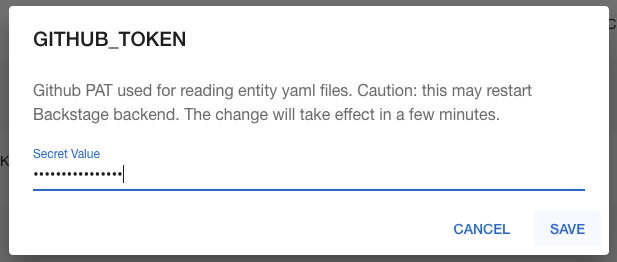 GITHUB_TOKEN
Github PAT used for reading entity yaml files. Caution: this may restart
Backstage backend. The change will take effect in a few minutes.
Secret Value
••••••••••••••••
CANCEL SAVE